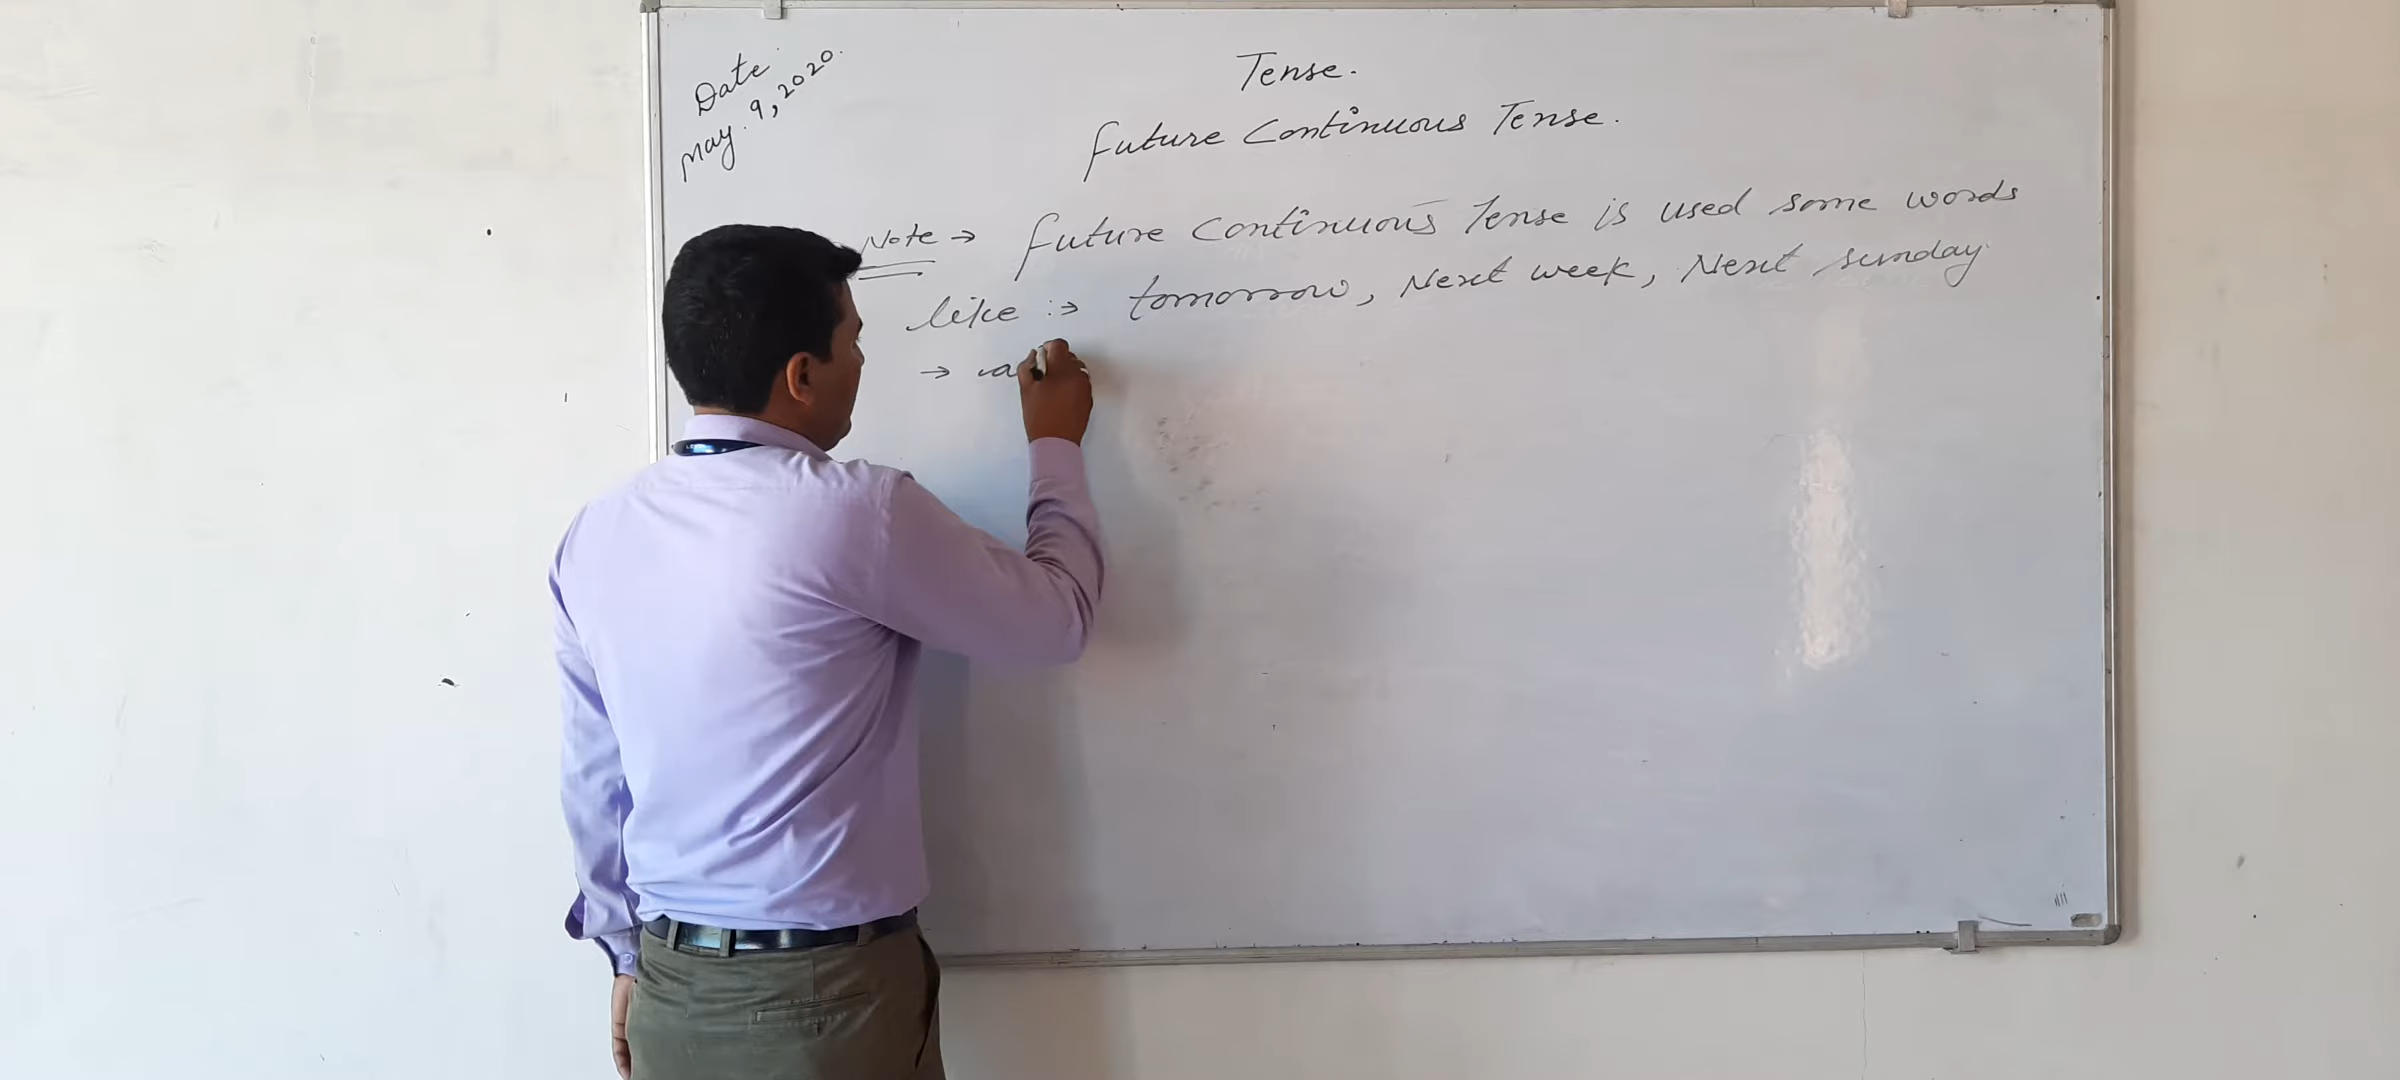 Date
May. 9, 2020.
Tense.
Future Continuous Tense.
Note → Future Continuous Tense is used some words
like :→ tomorrow, Next week, Next sunday
→ a